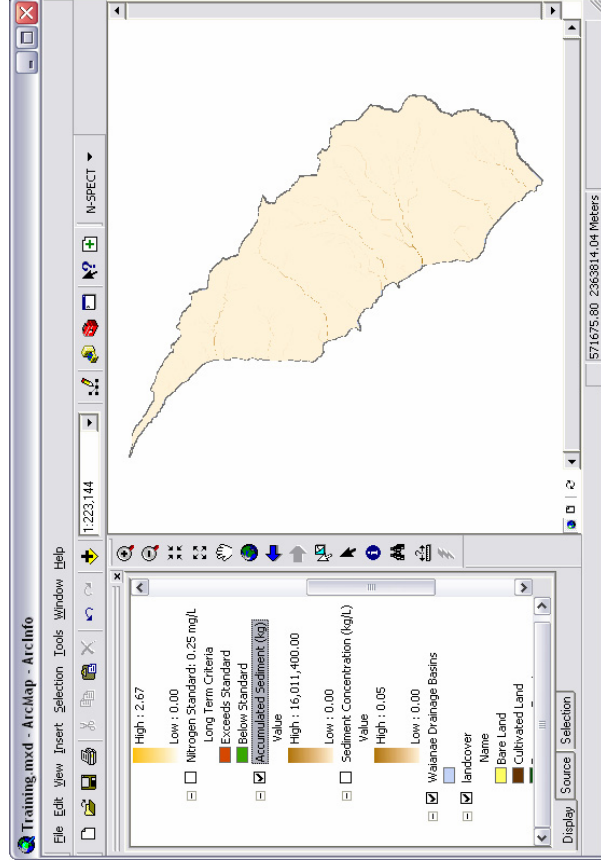 Training.mxd - ArcMap - ArcInfo
File Edit View Insert Selection Tools Window Help
1:223,144
N-SPECT
High : 2.67
Low : 0.00
Nitrogen Standard: 0.25 mg/L
Long Term Criteria
Exceeds Standard
Below Standard
Accumulated Sediment (kg)
Value
High : 16,011,400.00
Low : 0.00
Sediment Concentration (kg/L)
Value
High : 0.05
Low : 0.00
Waianae Drainage Basins
landcover
Name
Bare Land
Cultivated Land
Display Source Selection
571675.80 2363814.04 Meters